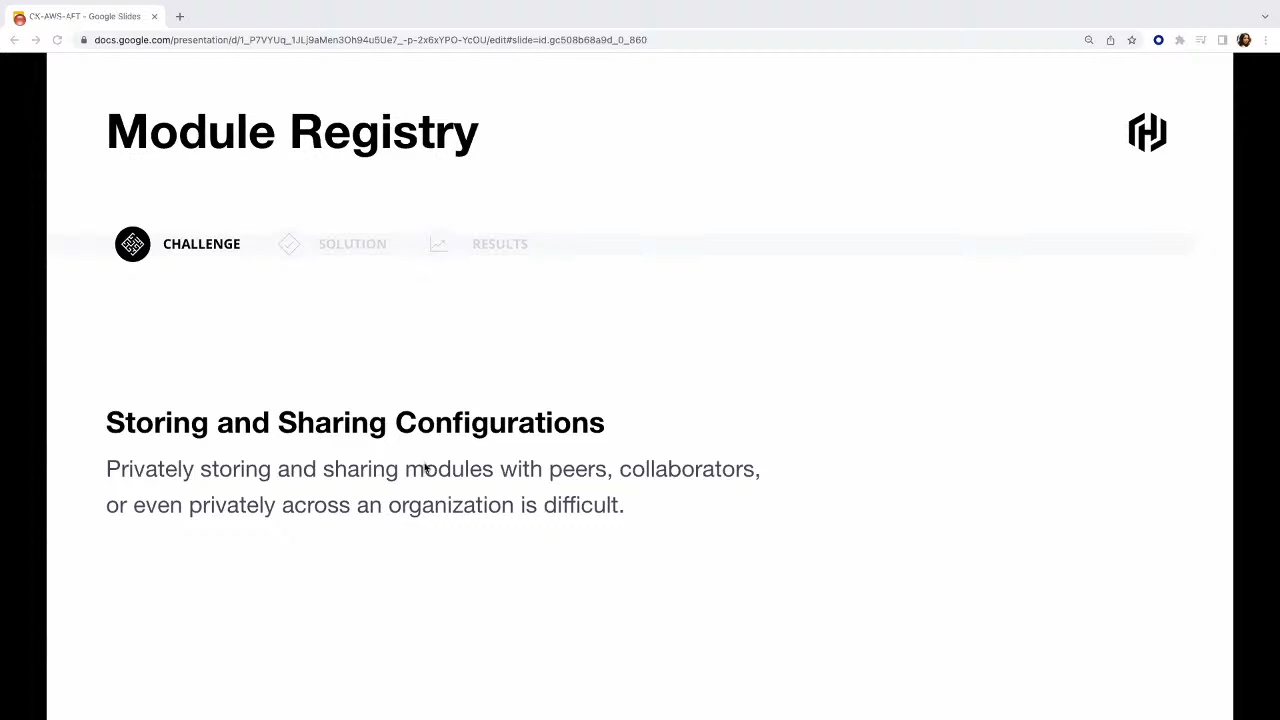 CX-AWS-AFT - Google Slides
docs.google.com/presentation/d/1_P7VYUq_1JLj9aMen3Oh94u5Ue7_-p-2x6xYPO-YcOU/edit#slide=id.gc508b68a9d_0_860
Module Registry
CHALLENGE SOLUTION RESULTS
Storing and Sharing Configurations
Privately storing and sharing modules with peers, collaborators,
or even privately across an organization is difficult.